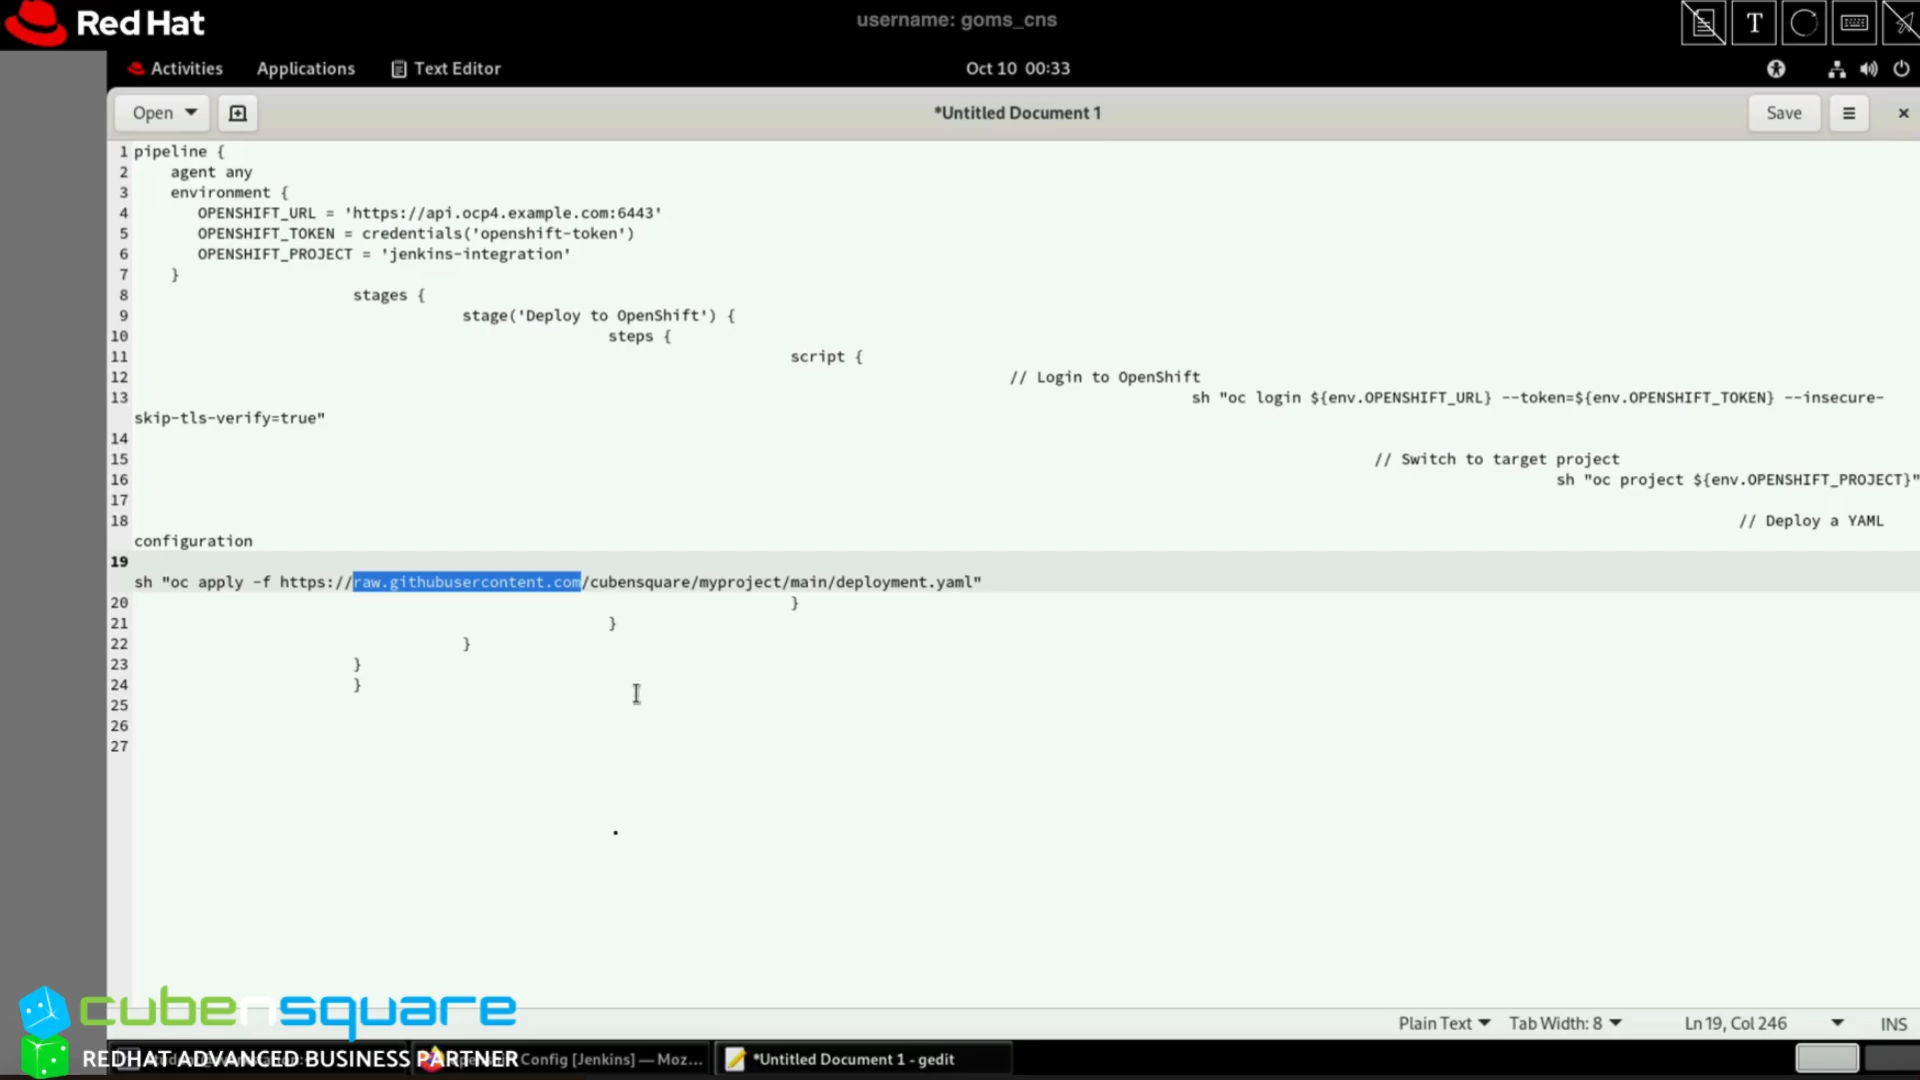 Red Hat
username: goms_cns
T
Activities Applications Text Editor Oct 10 00:33
Open *Untitled Document 1 Save
1 pipeline {
2 agent any
3 environment {
4 OPENSHIFT_URL = 'https://api.ocp4.example.com:6443'
5 OPENSHIFT_TOKEN = credentials('openshift-token')
6 OPENSHIFT_PROJECT = 'jenkins-integration'
7 }
8 stages {
9 stage('Deploy to OpenShift') {
10 steps {
11 script {
12 // Login to OpenShift
13 sh "oc login ${env.OPENSHIFT_URL} --token=${env.OPENSHIFT_TOKEN} --insecure-
skip-tls-verify=true"
14
15 // Switch to target project
16 sh "oc project ${env.OPENSHIFT_PROJECT}"
17
18 // Deploy a YAML
configuration
19
sh "oc apply -f https://raw.githubusercontent.com/cubensquare/myproject/main/deployment.yaml"
20 }
21 }
22 }
23 }
24 }
25
26
27
cubensquare
Plain Text Tab Width: 8 Ln 19, Col 246 INS
REDHAT ADVANCED BUSINESS PARTNER
Config [Jenkins] — Moz... *Untitled Document 1 - gedit